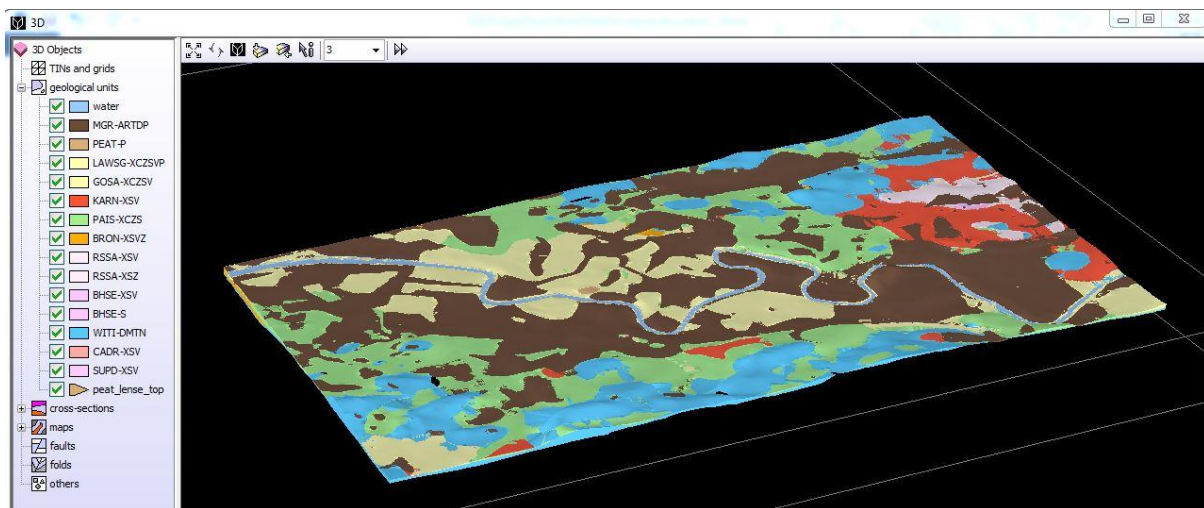 3D
3D Objects
3
TINs and grids
geological units
water
MGR-ARTDP
PEAT-P
LAWSG-XCZSVP
GOSA-XCZSV
KARN-XSV
PAIS-XCZS
BRON-XSVZ
RSSA-XSV
RSSA-XSZ
BHSE-XSV
BHSE-S
WITI-DMTN
CADR-XSV
SUPD-XSV
peat_lense_top
cross-sections
maps
faults
folds
others